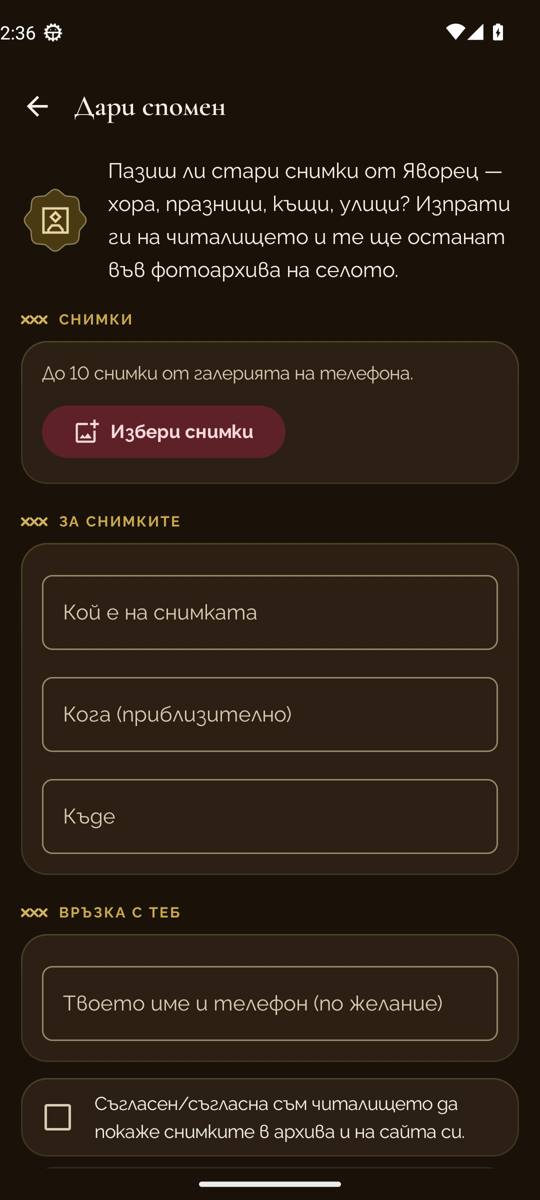 2:36
Дари спомен
Пазиш ли стари снимки от Яворец —
хора, празници, къщи, улици? Изпрати
ги на читалището и те ще останат
във фотоархива на селото.
СНИМКИ
До 10 снимки от галерията на телефона.
Избери снимки
ЗА СНИМКИТЕ
Кой е на снимката
Кога (приблизително)
Къде
ВРЪЗКА С ТЕБ
Твоето име и телефон (по желание)
Съгласен/съгласна съм читалището да
покаже снимките в архива и на сайта си.